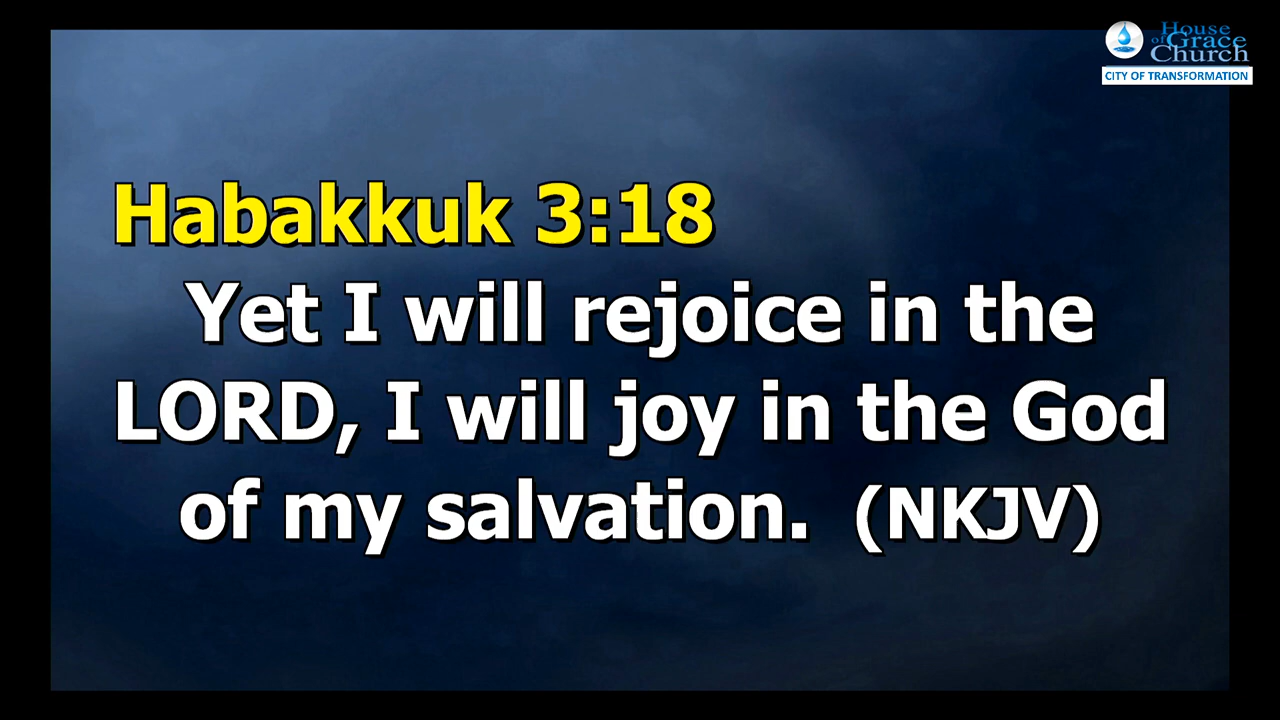 House
of Grace
Church
CITY OF TRANSFORMATION
Habakkuk 3:18
Yet I will rejoice in the
LORD, I will joy in the God
of my salvation. (NKJV)